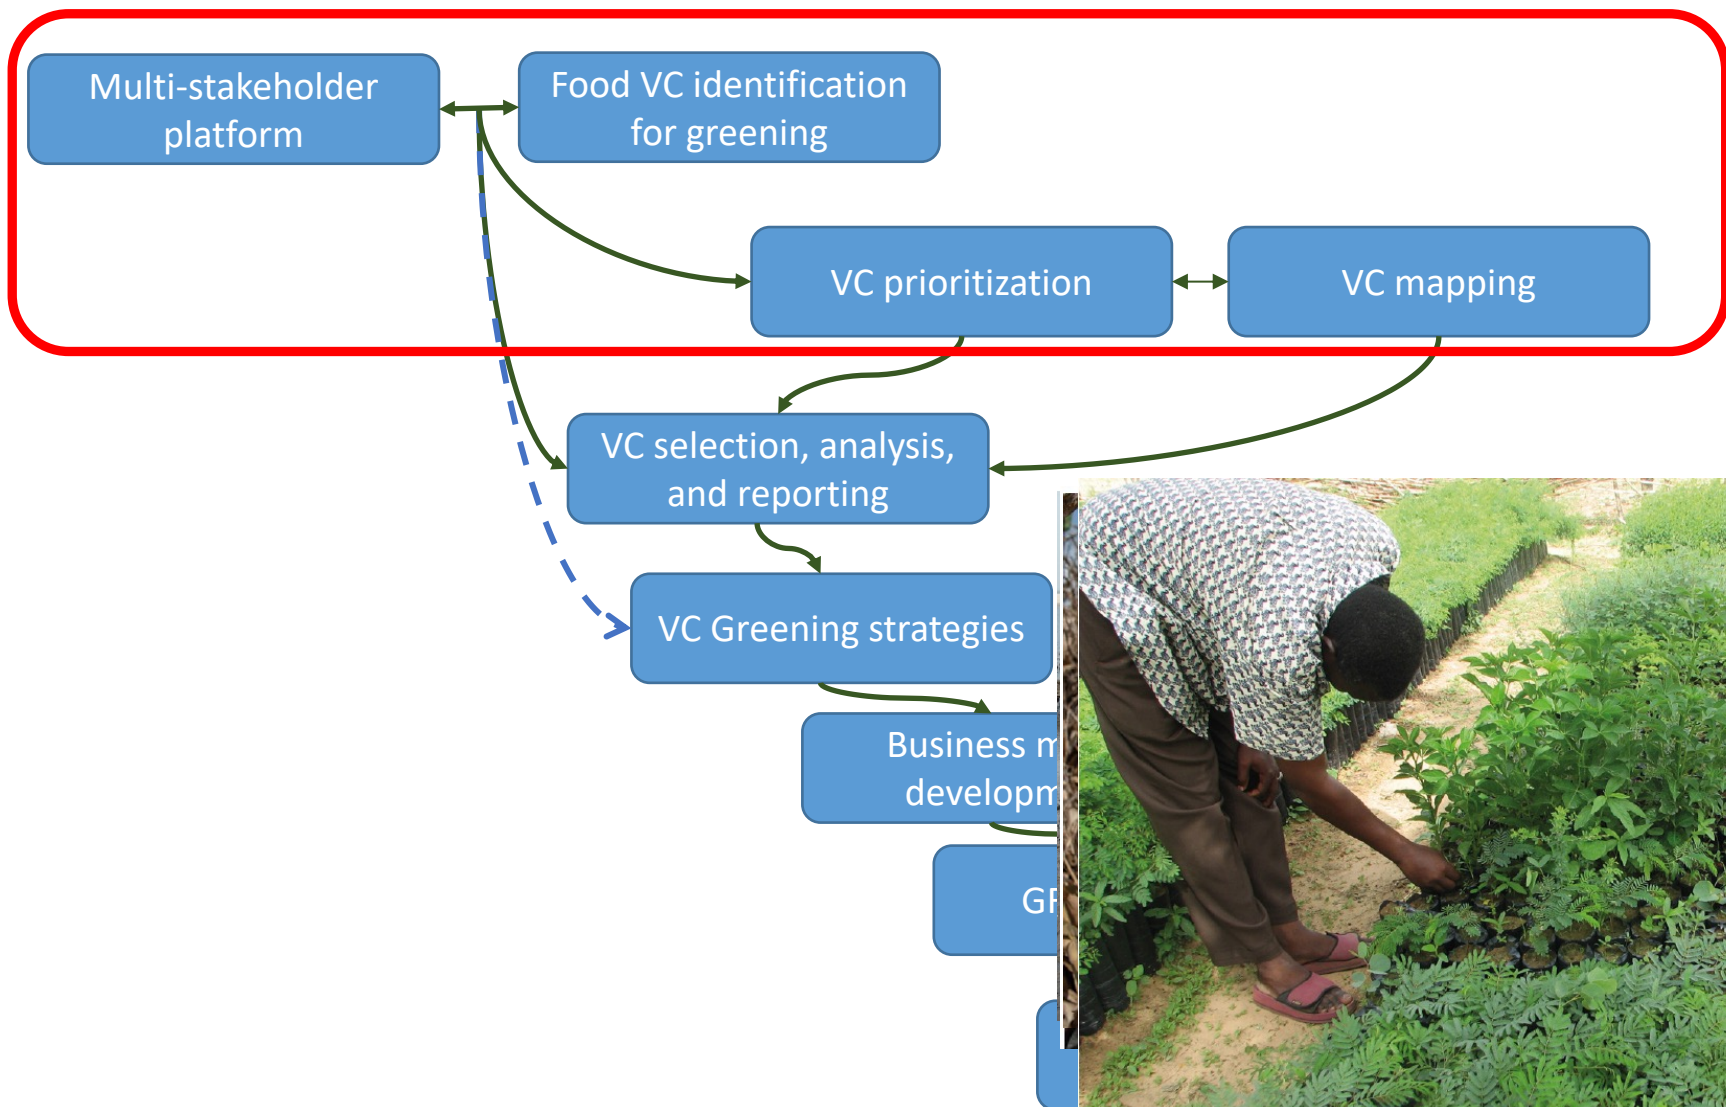 Multi-stakeholder
platform
Food VC identification
for greening
VC prioritization
VC mapping
VC selection, analysis,
and reporting
VC Greening strategies
Business